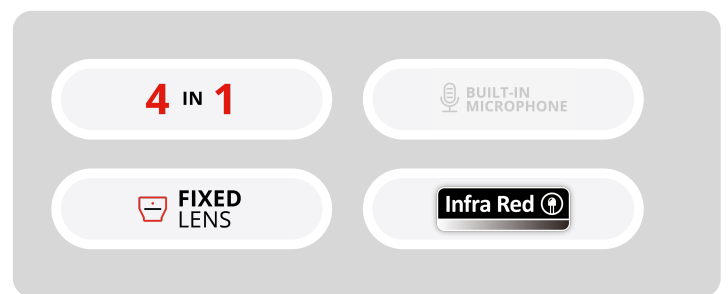 4 IN 1
BUILT-IN
MICROPHONE
FIXED
LENS
Infra Red